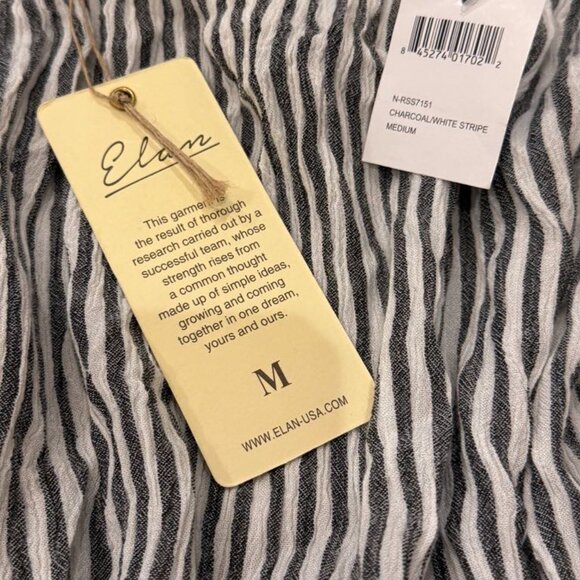 Elan
This garment is
the result of thorough
research carried out by a
successful team, whose
strength rises from
a common thought
made up of simple ideas,
growing and coming
together in one dream,
yours and ours.
M
WWW.ELAN-USA.COM
8 45274 01702 2
N-RSS7151
CHARCOAL/WHITE STRIPE
MEDIUM